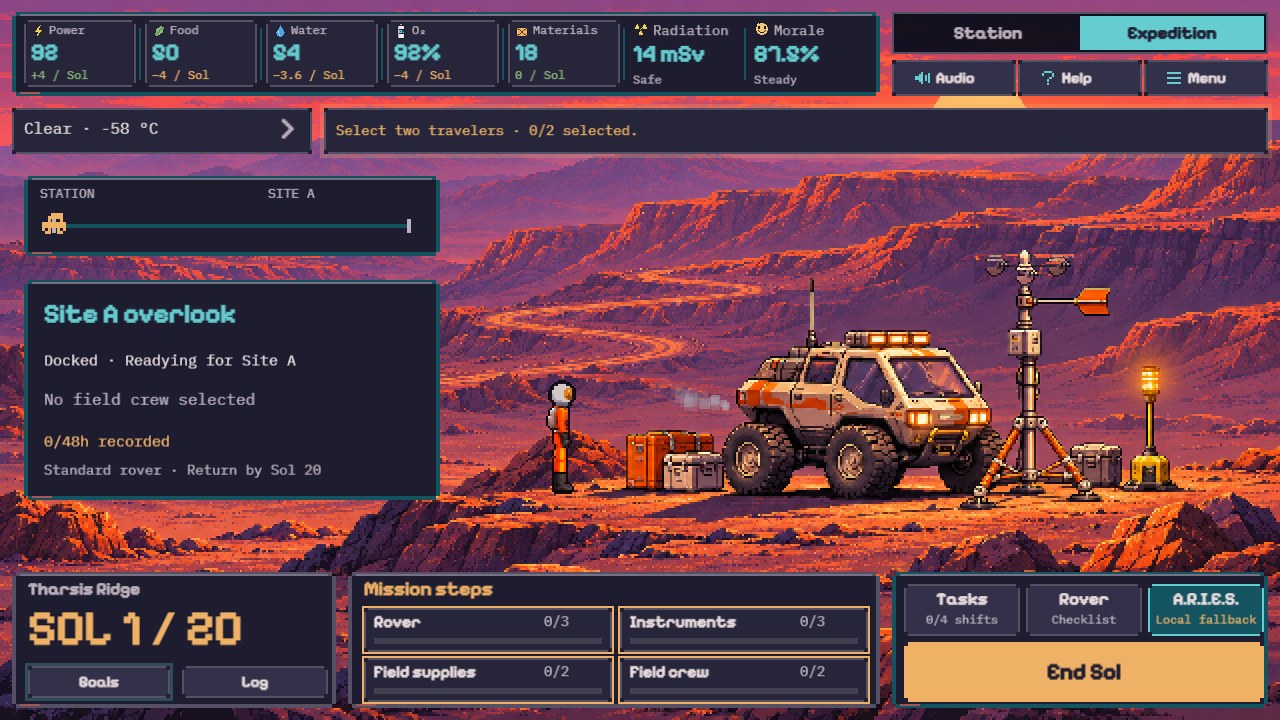 Power
92
+4 / Sol
Food
80
−4 / Sol
Water
84
−3.6 / Sol
O₂
92%
−4 / Sol
Materials
18
0 / Sol
Radiation
14 mSv
Safe
Morale
87.8%
Steady
Station
Expedition
Audio
Help
Menu
Clear · -58 °C
Select two travelers · 0/2 selected.
STATION
SITE A
Site A overlook
Docked · Readying for Site A
No field crew selected
0/48h recorded
Standard rover · Return by Sol 20
Tharsis Ridge
SOL 1 / 20
Goals
Log
Mission steps
Rover 0/3
Instruments 0/3
Field supplies 0/2
Field crew 0/2
Tasks
0/4 shifts
Rover
Checklist
A.R.I.E.S.
Local fallback
End Sol